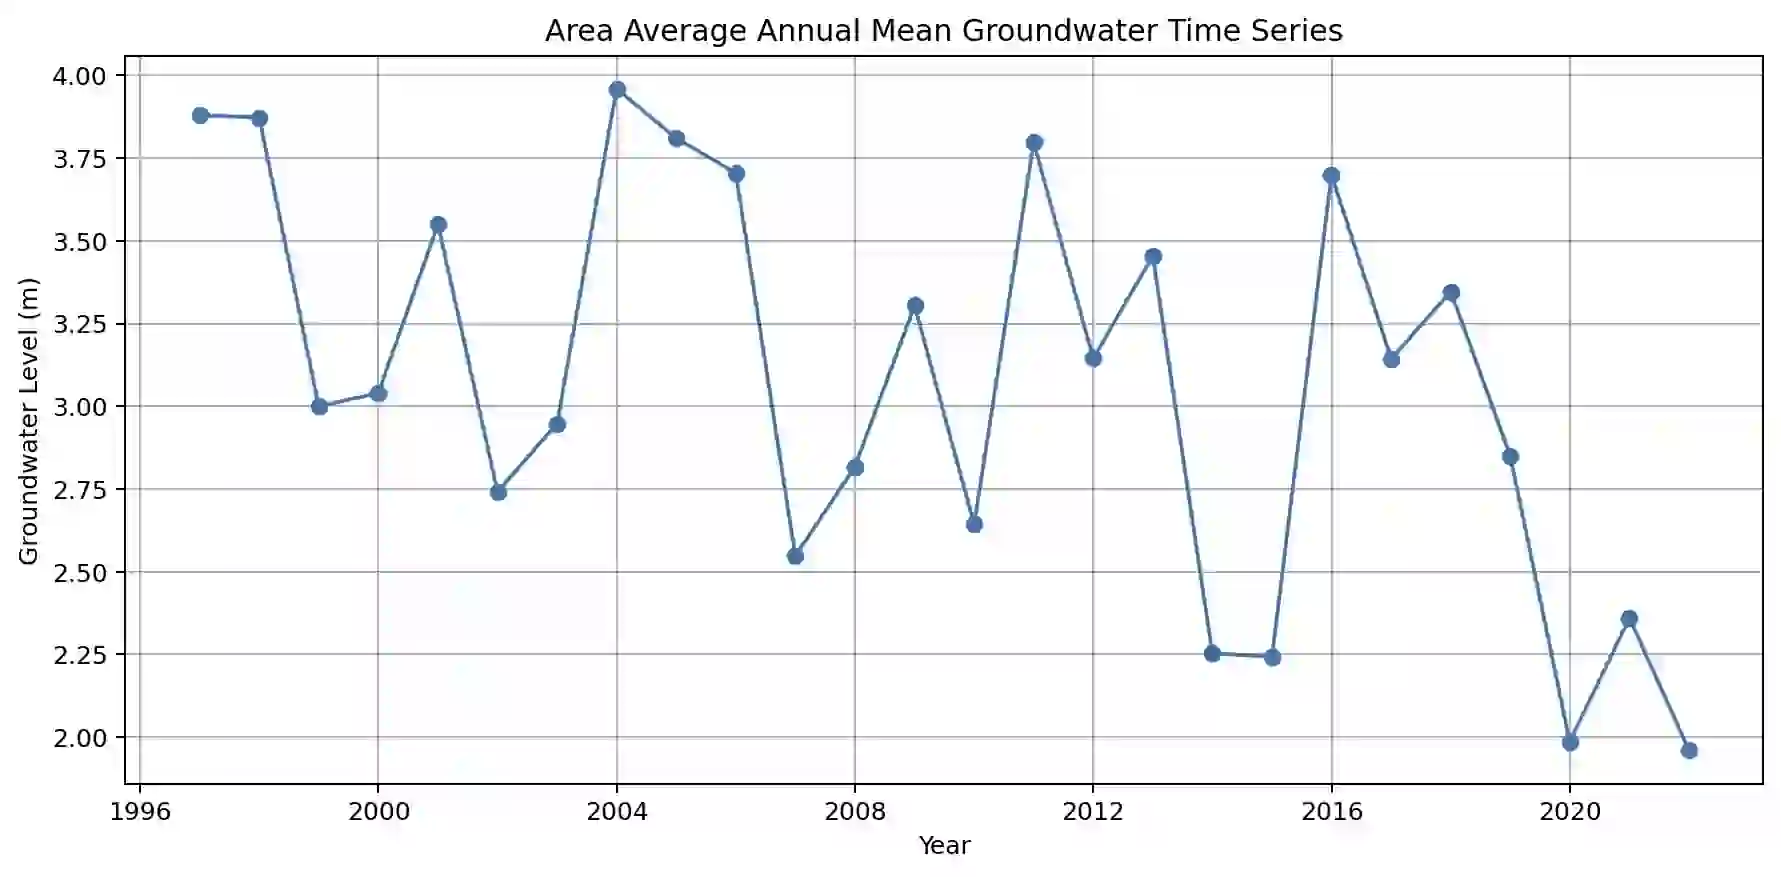 Area Average Annual Mean Groundwater Time Series
4.00
3.75
3.50
3.25
3.00
2.75
2.50
2.25
2.00
Groundwater Level (m)
1996 2000 2004 2008 2012 2016 2020
Year